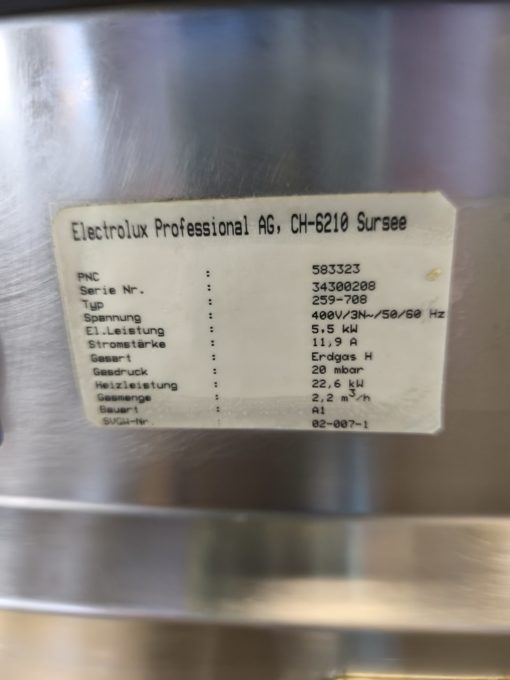 Electrolux Professional AG, CH-6210 Sursee
PNC : 583323
Serie Nr. : 34300208
Typ : 259-708
Spannung : 400V/3N~/50/60 Hz
El.Leistung : 5,5 kW
Stromstärke : 11,9 A
Gasart : Erdgas H
Gasdruck : 20 mbar
Heizleistung : 22,6 kW
Gasmenge : 2,2 m³/h
Bauart : A1
SVGW-Nr : 02-007-1